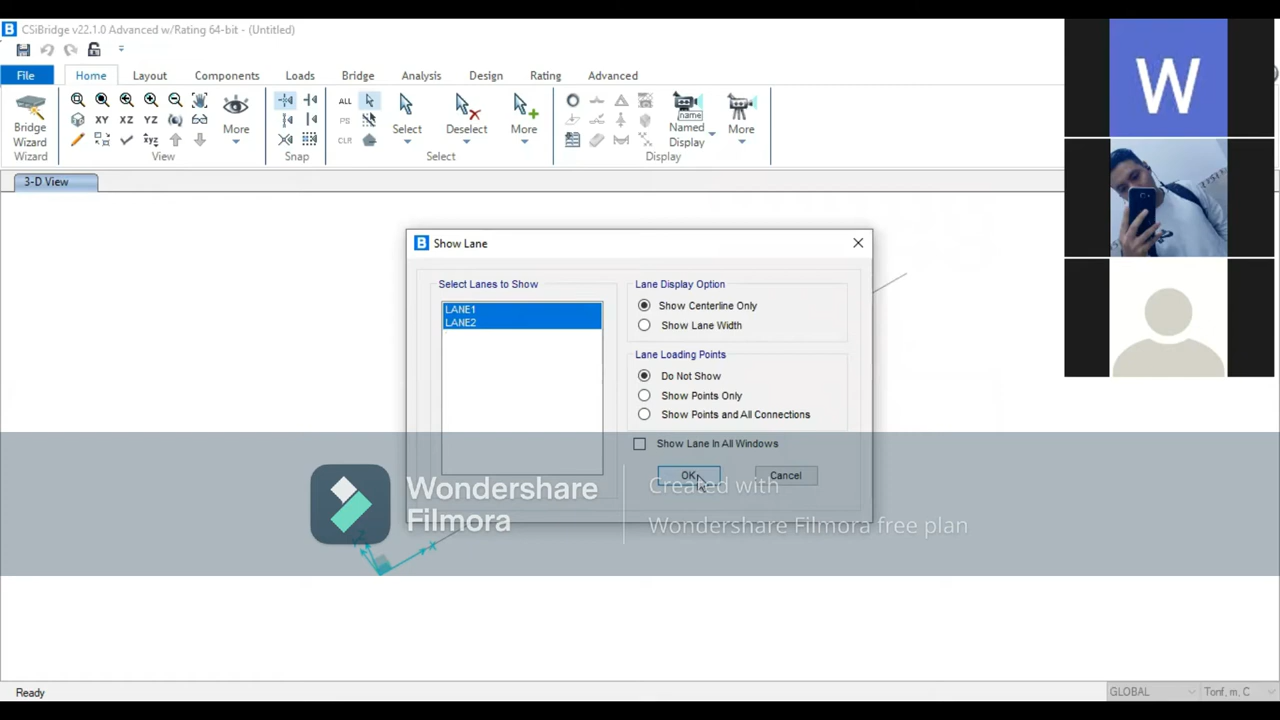 CSiBridge v22.1.0 Advanced w/Rating 64-bit - (Untitled)
File
Home
Layout
Components
Loads
Bridge
Analysis
Design
Rating
Advanced
Bridge
Wizard
Wizard
XY
XZ
YZ
xyz
More
View
Snap
ALL
PS
CLR
Select
Deselect
More
Select
name
Named
Display
More
Display
3-D View
Show Lane
Select Lanes to Show
LANE1
LANE2
Lane Display Option
Show Centerline Only
Show Lane Width
Lane Loading Points
Do Not Show
Show Points Only
Show Points and All Connections
Show Lane In All Windows
OK
Cancel
Wondershare
Filmora
Created with
Wondershare Filmora free plan
W
Ready
GLOBAL
Tonf, m, C